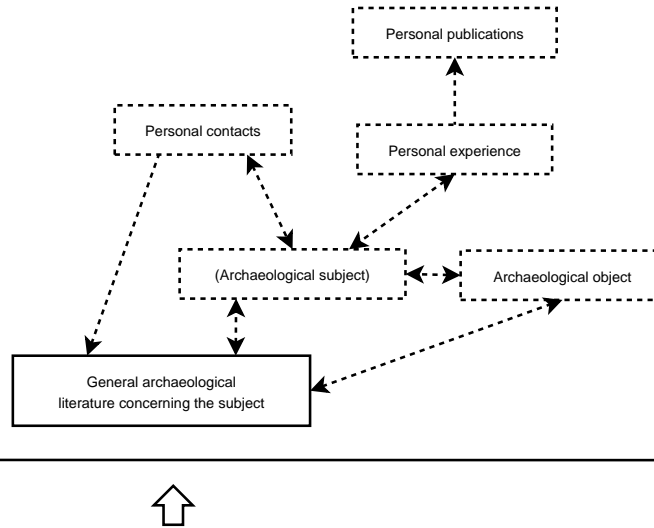 Personal publications
Personal contacts
Personal experience
(Archaeological subject)
Archaeological object
General archaeological
literature concerning the subject